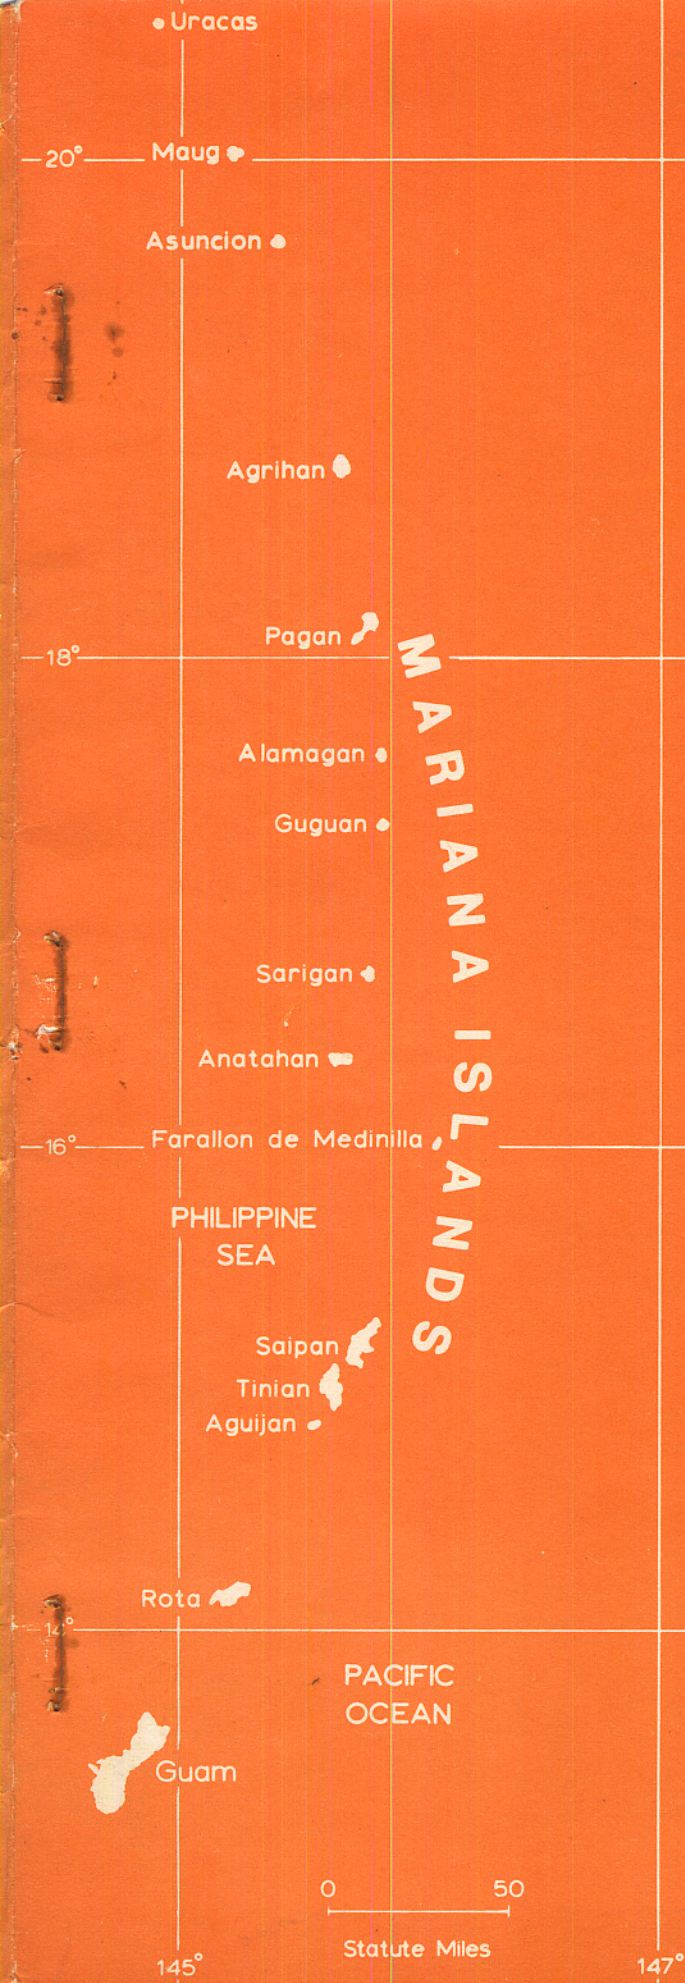 Uracas
20°
Maug
Asuncion
Agrihan
Pagan
18°
MARIANA ISLANDS
Alamagan
Guguan
Sarigan
Anatahan
Farallon de Medinilla
16°
PHILIPPINE
SEA
Saipan
Tinian
Aguijan
Rota
14°
PACIFIC
OCEAN
Guam
0 50
Statute Miles
145° 147°